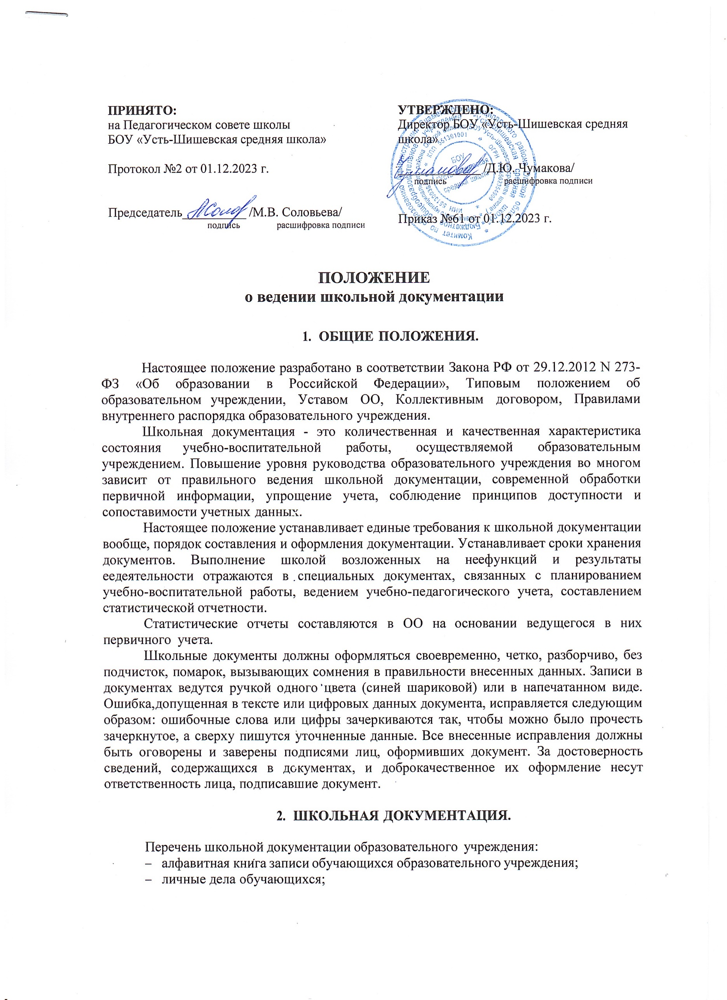 ПРИНЯТО:
на Педагогическом совете школы
БОУ «Усть-Шишевская средняя школа»
Протокол №2 от 01.12.2023 г.
Председатель__________ /М.В. Соловьева/
подпись расшифровка подписи
УТВЕРЖДЕНО:
Директор БОУ «Усть-Шишевская средняя
школа»
_____________ /Д.Ю. Чумакова/
подпись расшифровка подписи
Приказ №61 от 01.12.2023 г.
БОУ
средняя школа
КПП 551301001
ПОЛОЖЕНИЕ
о ведении школьной документации
1. ОБЩИЕ ПОЛОЖЕНИЯ.
Настоящее положение разработано в соответствии Закона РФ от 29.12.2012 N 273-
ФЗ «Об образовании в Российской Федерации», Типовым положением об
образовательном учреждении, Уставом ОО, Коллективным договором, Правилами
внутреннего распорядка образовательного учреждения.
Школьная документация - это количественная и качественная характеристика
состояния учебно-воспитательной работы, осуществляемой образовательным
учреждением. Повышение уровня руководства образовательного учреждения во многом
зависит от правильного ведения школьной документации, современной обработки
первичной информации, упрощение учета, соблюдение принципов доступности и
сопоставимости учетных данных.
Настоящее положение устанавливает единые требования к школьной документации
вообще, порядок составления и оформления документации. Устанавливает сроки хранения
документов. Выполнение школой возложенных на неефункций и результаты
еедеятельности отражаются в специальных документах, связанных с планированием
учебно-воспитательной работы, ведением учебно-педагогического учета, составлением
статистической отчетности.
Статистические отчеты составляются в ОО на основании ведущегося в них
первичного учета.
Школьные документы должны оформляться своевременно, четко, разборчиво, без
подчисток, помарок, вызывающих сомнения в правильности внесенных данных. Записи в
документах ведутся ручкой одного цвета (синей шариковой) или в напечатанном виде.
Ошибка,допущенная в тексте или цифровых данных документа, исправляется следующим
образом: ошибочные слова или цифры зачеркиваются так, чтобы можно было прочесть
зачеркнутое, а сверху пишутся уточненные данные. Все внесенные исправления должны
быть оговорены и заверены подписями лиц, оформивших документ. За достоверность
сведений, содержащихся в документах, и доброкачественное их оформление несут
ответственность лица, подписавшие документ.
2. ШКОЛЬНАЯ ДОКУМЕНТАЦИЯ.
Перечень школьной документации образовательного учреждения:
– алфавитная книга записи обучающихся образовательного учреждения;
– личные дела обучающихся;